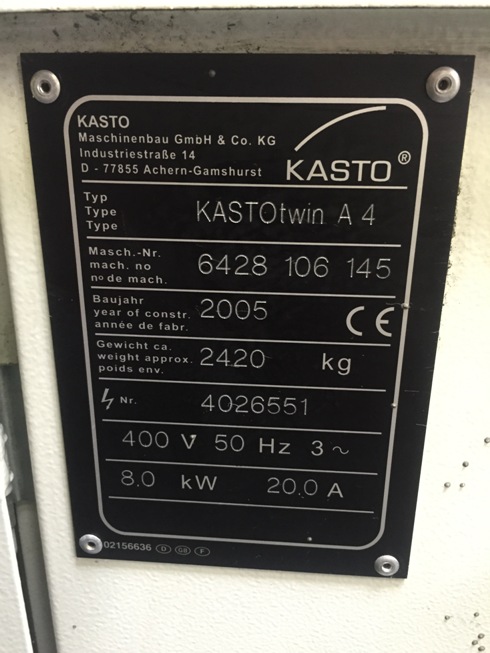 KASTO
Maschinenbau GmbH & Co. KG
Industriestraße 14
D - 77855 Achern-Gamshurst
KASTO®
Typ
Type
Type
KASTOtwin A 4
Masch.-Nr.
mach. no
no de mach.
6428 106 145
Baujahr
year of constr.
année de fabr.
2005
CE
Gewicht ca.
weight approx.
poids env.
2420 kg
Nr. 4026551
400 V 50 Hz 3 ~
8.0 kW 20.0 A
02156636 D GB F